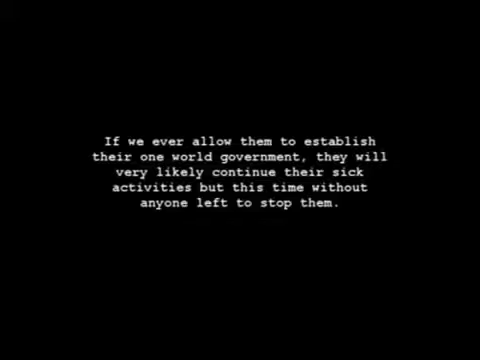 If we ever allow them to establish
their one world government, they will
very likely continue their sick
activities but this time without
anyone left to stop them.